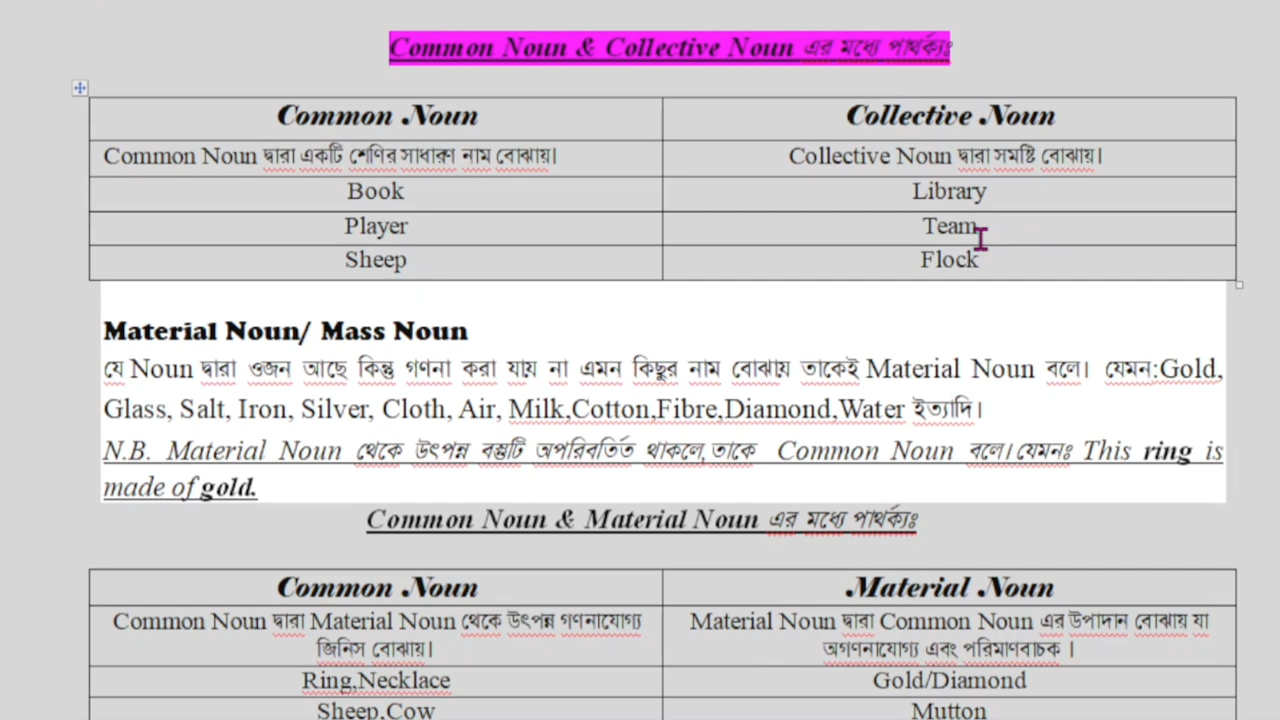 Common Noun & Collective Noun এর মধ্যে পার্থক্যঃ
Common Noun Collective Noun
Common Noun দ্বারা একটি শ্রেণির সাধারণ নাম বোঝায়। Collective Noun দ্বারা সমষ্টি বোঝায়।
Book Library
Player Team
Sheep Flock
Material Noun/ Mass Noun
যে Noun দ্বারা ওজন আছে কিন্তু গণনা করা যায় না এমন কিছুর নাম বোঝায় তাকেই Material Noun বলে। যেমন:Gold,
Glass, Salt, Iron, Silver, Cloth, Air, Milk,Cotton,Fibre,Diamond,Water ইত্যাদি।
N.B. Material Noun থেকে উৎপন্ন বস্তুটি অপরিবর্তিত থাকলে, তাকে Common Noun বলে। যেমনঃ This ring is
made of gold.
Common Noun & Material Noun এর মধ্যে পার্থক্যঃ
Common Noun Material Noun
Common Noun দ্বারা Material Noun থেকে উৎপন্ন গণনাযোগ্য Material Noun দ্বারা Common Noun এর উপাদান বোঝায় যা
জিনিস বোঝায়। অগণনাযোগ্য এবং পরিমাণবাচক ।
Ring,Necklace Gold/Diamond
Sheep,Cow Mutton